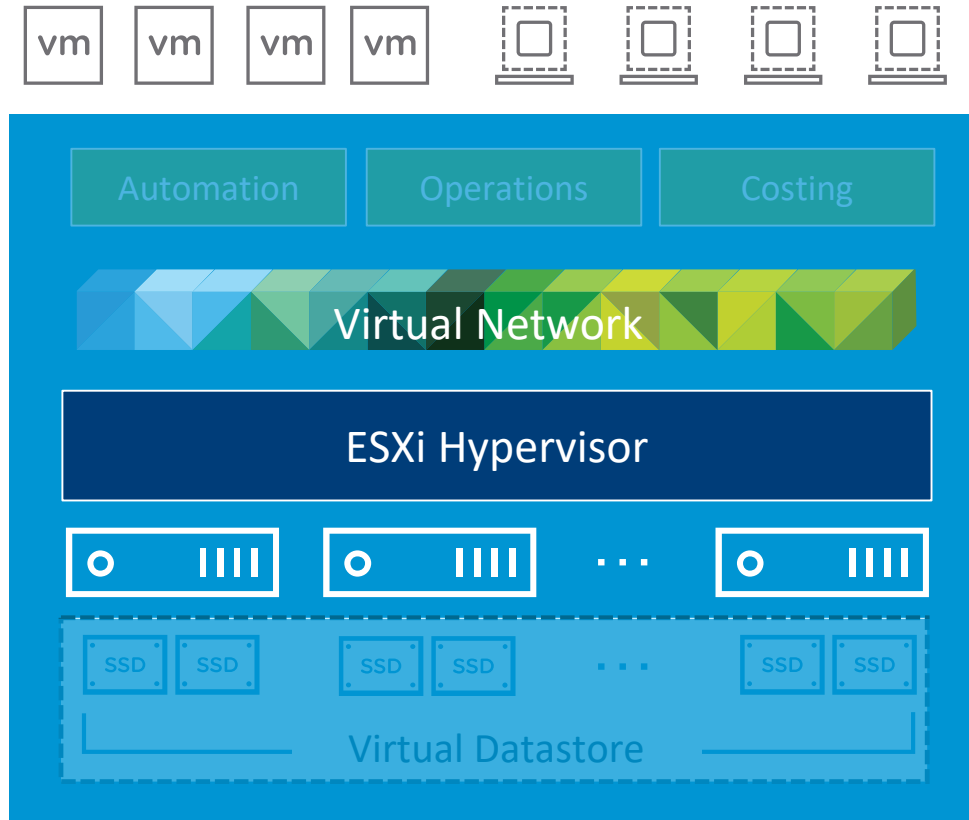 vm vm vm vm
Automation Operations Costing
Virtual Network
ESXi Hypervisor
...
SSD SSD SSD SSD ... SSD SSD
Virtual Datastore